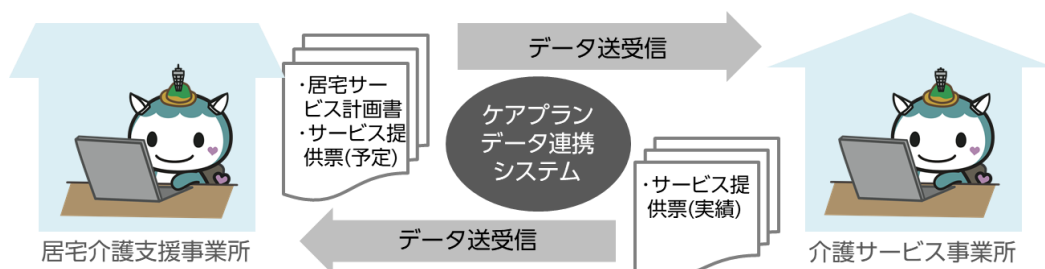 データ送受信
・居宅サー
ビス計画書
・サービス提
供票(予定)
ケアプラン
データ連携
システム
・サービス提
供票(実績)
データ送受信
居宅介護支援事業所
介護サービス事業所